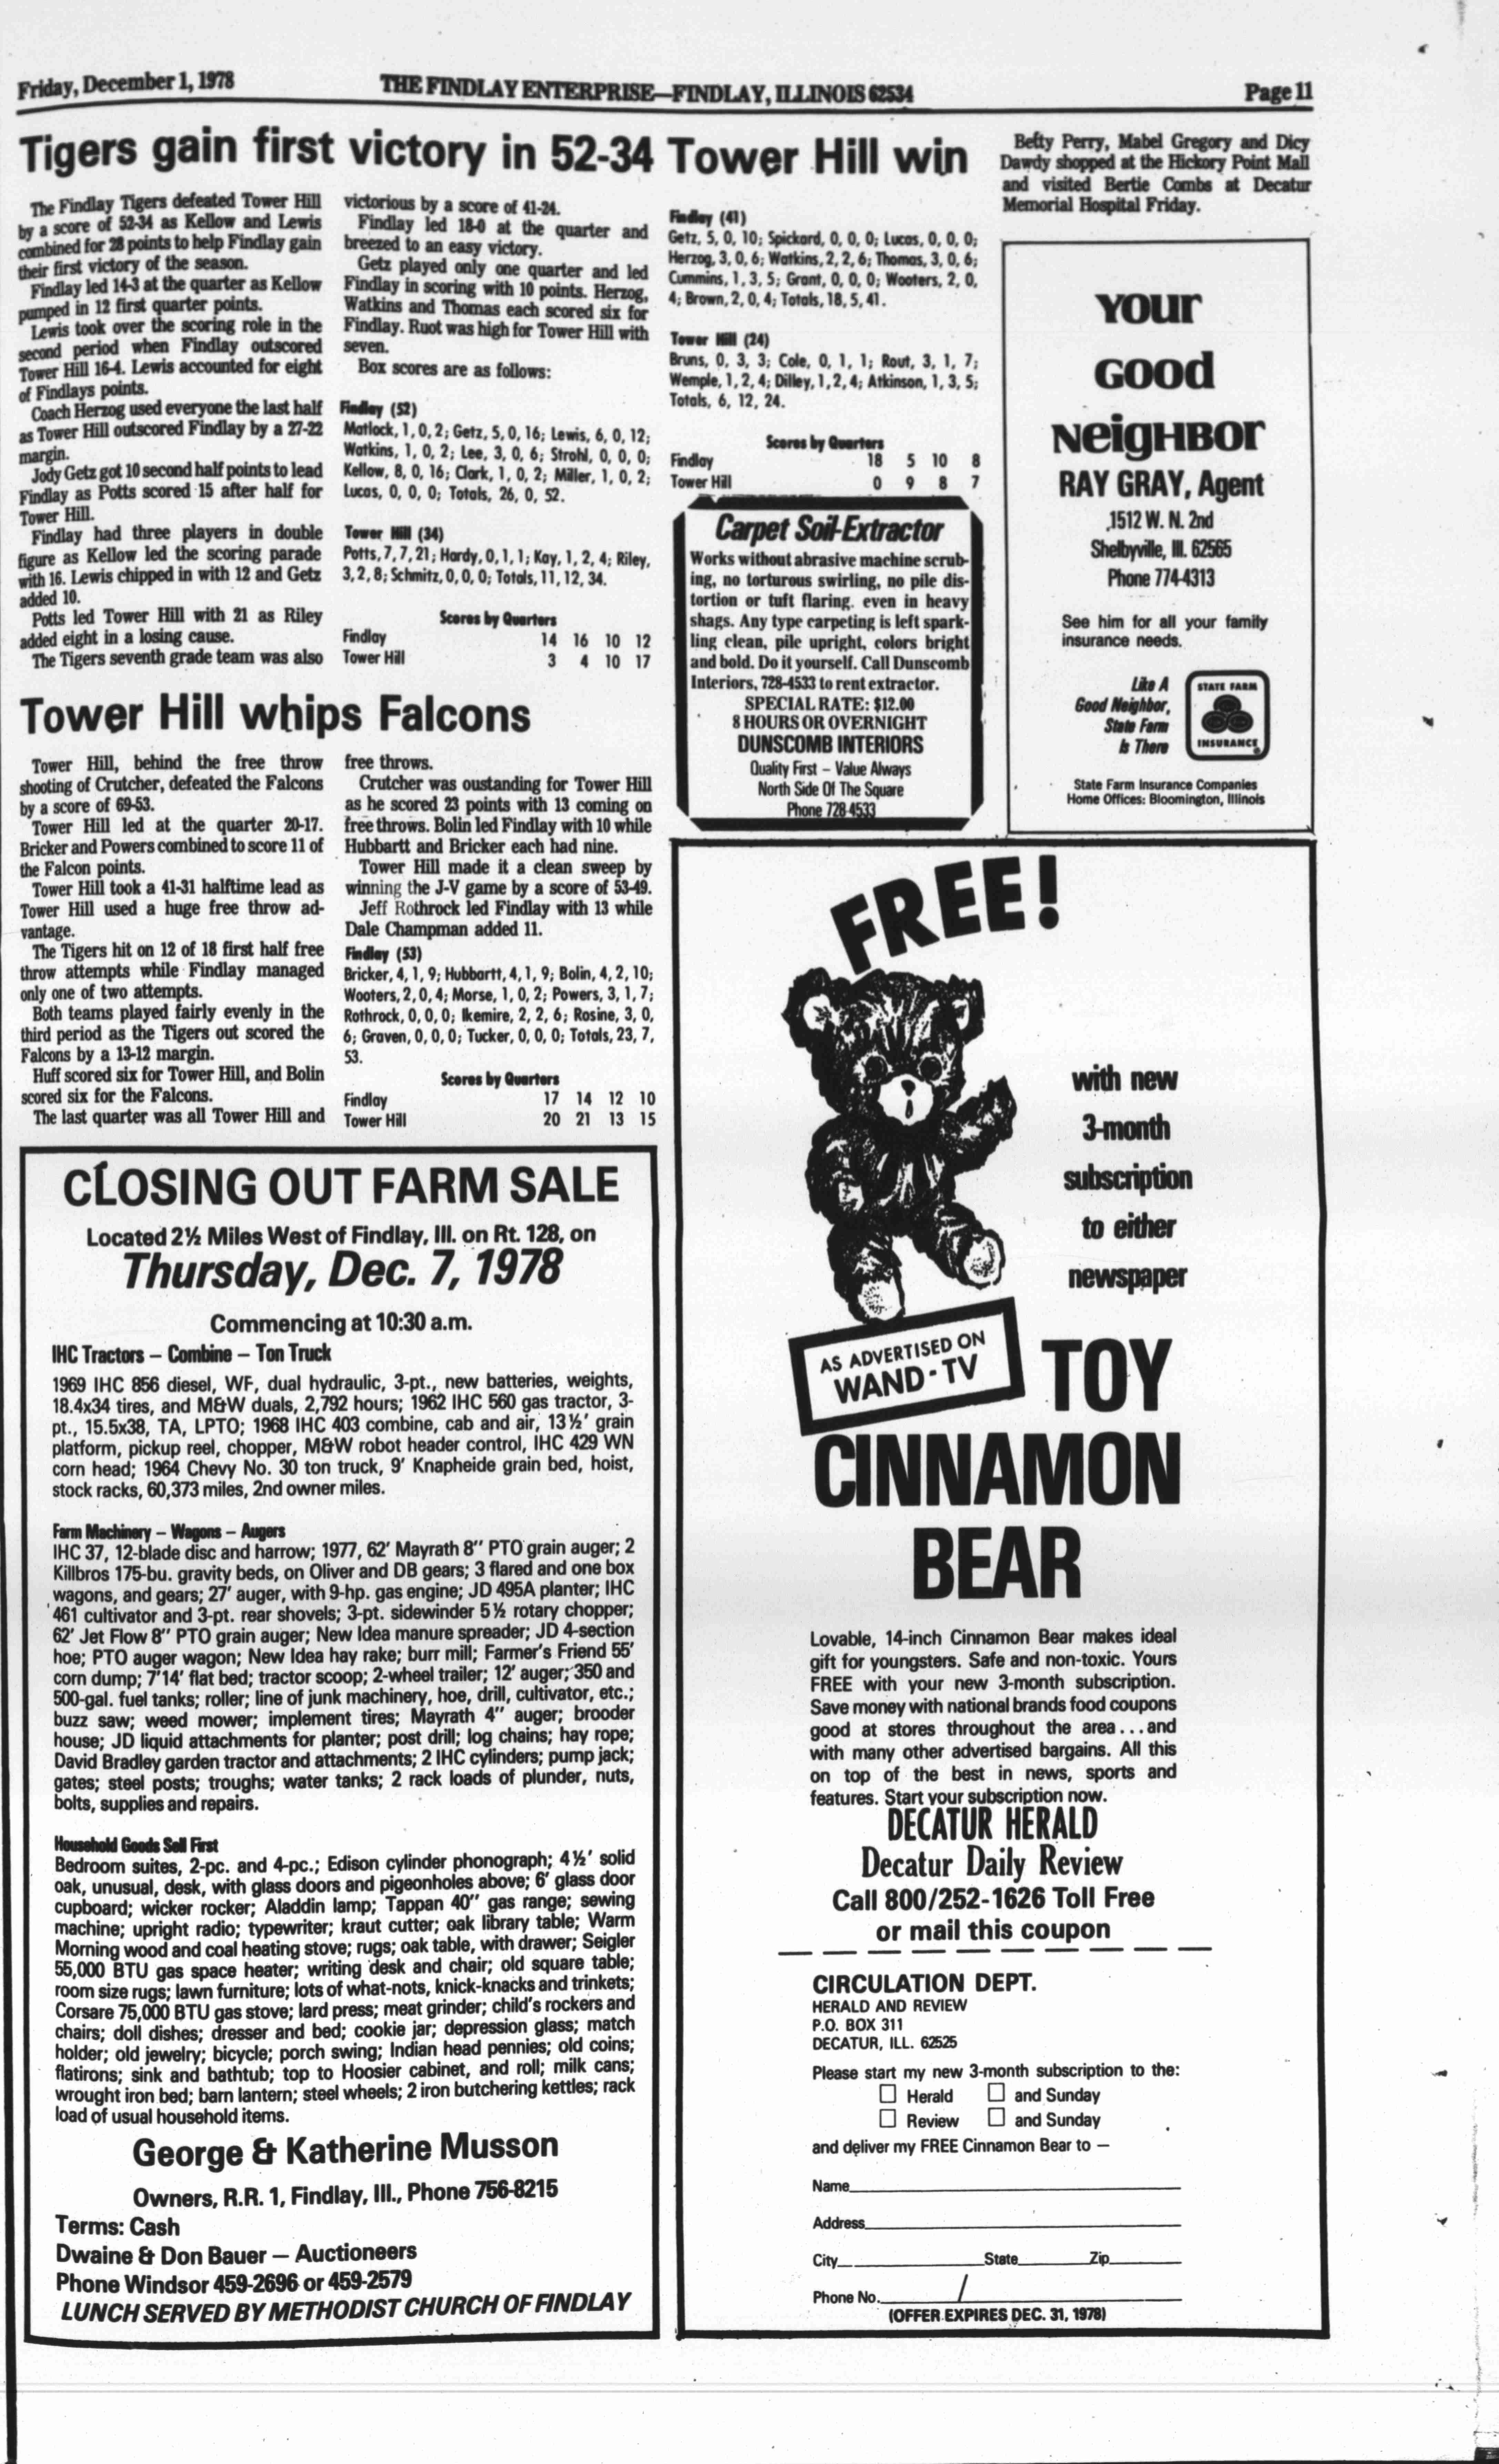 Friday, December 1, 1978
THE FINDLAY ENTERPRISE—FINDLAY, ILLINOIS 62534
Page 11
Tigers gain first victory in 52-34 Tower Hill win
The Findlay Tigers defeated Tower Hill
by a score of 52-34 as Kellow and Lewis
combined for 28 points to help Findlay gain
their first victory of the season.
Findlay led 14-3 at the quarter as Kellow
pumped in 12 first quarter points.
Lewis took over the scoring role in the
second period when Findlay outscored
Tower Hill 16-4. Lewis accounted for eight
of Findlays points.
Coach Herzog used everyone the last half
as Tower Hill outscored Findlay by a 27-22
margin.
Jody Getz got 10 second half points to lead
Findlay as Potts scored 15 after half for
Tower Hill.
Findlay had three players in double
figure as Kellow led the scoring parade
with 16. Lewis chipped in with 12 and Getz
added 10.
Potts led Tower Hill with 21 as Riley
added eight in a losing cause.
The Tigers seventh grade team was also
victorious by a score of 41-24.
Findlay led 18-0 at the quarter and
breezed to an easy victory.
Getz played only one quarter and led
Findlay in scoring with 10 points. Herzog,
Watkins and Thomas each scored six for
Findlay. Ruot was high for Tower Hill with
seven.
Box scores are as follows:
Findlay (52)
Matlock, 1, 0, 2; Getz, 5, 0, 16; Lewis, 6, 0, 12;
Watkins, 1, 0, 2; Lee, 3, 0, 6; Strohl, 0, 0, 0;
Kellow, 8, 0, 16; Clark, 1, 0, 2; Miller, 1, 0, 2;
Lucas, 0, 0, 0; Totals, 26, 0, 52.
Tower Hill (34)
Potts, 7, 7, 21; Hardy, 0, 1, 1; Kay, 1, 2, 4; Riley,
3, 2, 8; Schmitz, 0, 0, 0; Totals, 11, 12, 34.
Scores by Quarters
Findlay 14 16 10 12
Tower Hill 3 4 10 17
Findlay (41)
Getz, 5, 0, 10; Spickard, 0, 0, 0; Lucas, 0, 0, 0;
Herzog, 3, 0, 6; Watkins, 2, 2, 6; Thomas, 3, 0, 6;
Cummins, 1, 3, 5; Grant, 0, 0, 0; Wooters, 2, 0,
4; Brown, 2, 0, 4; Totals, 18, 5, 41.
Tower Hill (24)
Bruns, 0, 3, 3; Cole, 0, 1, 1; Rout, 3, 1, 7;
Wemple, 1, 2, 4; Dilley, 1, 2, 4; Atkinson, 1, 3, 5;
Totals, 6, 12, 24.
Scores by Quarters
Findlay 18 5 10 8
Tower Hill 0 9 8 7
Betty Perry, Mabel Gregory and Dicy
Dawdy shopped at the Hickory Point Mall
and visited Bertie Combs at Decatur
Memorial Hospital Friday.
Tower Hill whips Falcons
Tower Hill, behind the free throw
shooting of Crutcher, defeated the Falcons
by a score of 69-53.
Tower Hill led at the quarter 20-17.
Bricker and Powers combined to score 11 of
the Falcon points.
Tower Hill took a 41-31 halftime lead as
Tower Hill used a huge free throw ad-
vantage.
The Tigers hit on 12 of 18 first half free
throw attempts while Findlay managed
only one of two attempts.
Both teams played fairly evenly in the
third period as the Tigers out scored the
Falcons by a 13-12 margin.
Huff scored six for Tower Hill, and Bolin
scored six for the Falcons.
The last quarter was all Tower Hill and
free throws.
Crutcher was oustanding for Tower Hill
as he scored 23 points with 13 coming on
free throws. Bolin led Findlay with 10 while
Hubbartt and Bricker each had nine.
Tower Hill made it a clean sweep by
winning the J-V game by a score of 53-49.
Jeff Rothrock led Findlay with 13 while
Dale Champman added 11.
Findlay (53)
Bricker, 4, 1, 9; Hubbartt, 4, 1, 9; Bolin, 4, 2, 10;
Wooters, 2, 0, 4; Morse, 1, 0, 2; Powers, 3, 1, 7;
Rothrock, 0, 0, 0; Ikemire, 2, 2, 6; Rosine, 3, 0,
6; Graven, 0, 0, 0; Tucker, 0, 0, 0; Totals, 23, 7,
53.
Scores by Quarters
Findlay 17 14 12 10
Tower Hill 20 21 13 15
Carpet Soil-Extractor
Works without abrasive machine scrub-
ing, no torturous swirling, no pile dis-
tortion or tuft flaring. even in heavy
shags. Any type carpeting is left spark-
ling clean, pile upright, colors bright
and bold. Do it yourself. Call Dunscomb
Interiors, 728-4533 to rent extractor.
SPECIAL RATE: $12.00
8 HOURS OR OVERNIGHT
DUNSCOMB INTERIORS
Quality First – Value Always
North Side Of The Square
Phone 728-4533
YOUR
GOOD
NeiGHBOR
RAY GRAY, Agent
1512 W. N. 2nd
Shelbyville, Ill. 62565
Phone 774-4313
See him for all your family
insurance needs.
Like A
Good Neighbor,
State Farm
Is There
STATE FARM
INSURANCE
State Farm Insurance Companies
Home Offices: Bloomington, Illinois
CLOSING OUT FARM SALE
Located 2½ Miles West of Findlay, Ill. on Rt. 128, on
Thursday, Dec. 7, 1978
Commencing at 10:30 a.m.
IHC Tractors – Combine – Ton Truck
1969 IHC 856 diesel, WF, dual hydraulic, 3-pt., new batteries, weights,
18.4x34 tires, and M&W duals, 2,792 hours; 1962 IHC 560 gas tractor, 3-
pt., 15.5x38, TA, LPTO; 1968 IHC 403 combine, cab and air, 13½' grain
platform, pickup reel, chopper, M&W robot header control, IHC 429 WN
corn head; 1964 Chevy No. 30 ton truck, 9' Knapheide grain bed, hoist,
stock racks, 60,373 miles, 2nd owner miles.
Farm Machinery – Wagons – Augers
IHC 37, 12-blade disc and harrow; 1977, 62' Mayrath 8" PTO grain auger; 2
Killbros 175-bu. gravity beds, on Oliver and DB gears; 3 flared and one box
wagons, and gears; 27' auger, with 9-hp. gas engine; JD 495A planter; IHC
461 cultivator and 3-pt. rear shovels; 3-pt. sidewinder 5½ rotary chopper;
62' Jet Flow 8" PTO grain auger; New Idea manure spreader; JD 4-section
hoe; PTO auger wagon; New Idea hay rake; burr mill; Farmer's Friend 55'
corn dump; 7'14' flat bed; tractor scoop; 2-wheel trailer; 12' auger; 350 and
500-gal. fuel tanks; roller; line of junk machinery, hoe, drill, cultivator, etc.;
buzz saw; weed mower; implement tires; Mayrath 4" auger; brooder
house; JD liquid attachments for planter; post drill; log chains; hay rope;
David Bradley garden tractor and attachments; 2 IHC cylinders; pump jack;
gates; steel posts; troughs; water tanks; 2 rack loads of plunder, nuts,
bolts, supplies and repairs.
Household Goods Sell First
Bedroom suites, 2-pc. and 4-pc.; Edison cylinder phonograph; 4½' solid
oak, unusual, desk, with glass doors and pigeonholes above; 6' glass door
cupboard; wicker rocker; Aladdin lamp; Tappan 40" gas range; sewing
machine; upright radio; typewriter; kraut cutter; oak library table; Warm
Morning wood and coal heating stove; rugs; oak table, with drawer; Seigler
55,000 BTU gas space heater; writing desk and chair; old square table;
room size rugs; lawn furniture; lots of what-nots, knick-knacks and trinkets;
Corsare 75,000 BTU gas stove; lard press; meat grinder; child's rockers and
chairs; doll dishes; dresser and bed; cookie jar; depression glass; match
holder; old jewelry; bicycle; porch swing; Indian head pennies; old coins;
flatirons; sink and bathtub; top to Hoosier cabinet, and roll; milk cans;
wrought iron bed; barn lantern; steel wheels; 2 iron butchering kettles; rack
load of usual household items.
George & Katherine Musson
Owners, R.R. 1, Findlay, Ill., Phone 756-8215
Terms: Cash
Dwaine & Don Bauer — Auctioneers
Phone Windsor 459-2696 or 459-2579
LUNCH SERVED BY METHODIST CHURCH OF FINDLAY
FREE!
with new
3-month
subscription
to either
newspaper
AS ADVERTISED ON
WAND-TV
TOY
CINNAMON
BEAR
Lovable, 14-inch Cinnamon Bear makes ideal
gift for youngsters. Safe and non-toxic. Yours
FREE with your new 3-month subscription.
Save money with national brands food coupons
good at stores throughout the area . . . and
with many other advertised bargains. All this
on top of the best in news, sports and
features. Start your subscription now.
DECATUR HERALD
Decatur Daily Review
Call 800/252-1626 Toll Free
or mail this coupon
CIRCULATION DEPT.
HERALD AND REVIEW
P.O. BOX 311
DECATUR, ILL. 62525
Please start my new 3-month subscription to the:
□ Herald □ and Sunday
□ Review □ and Sunday
and deliver my FREE Cinnamon Bear to —
Name
Address
City State Zip
Phone No. /
(OFFER EXPIRES DEC. 31, 1978)